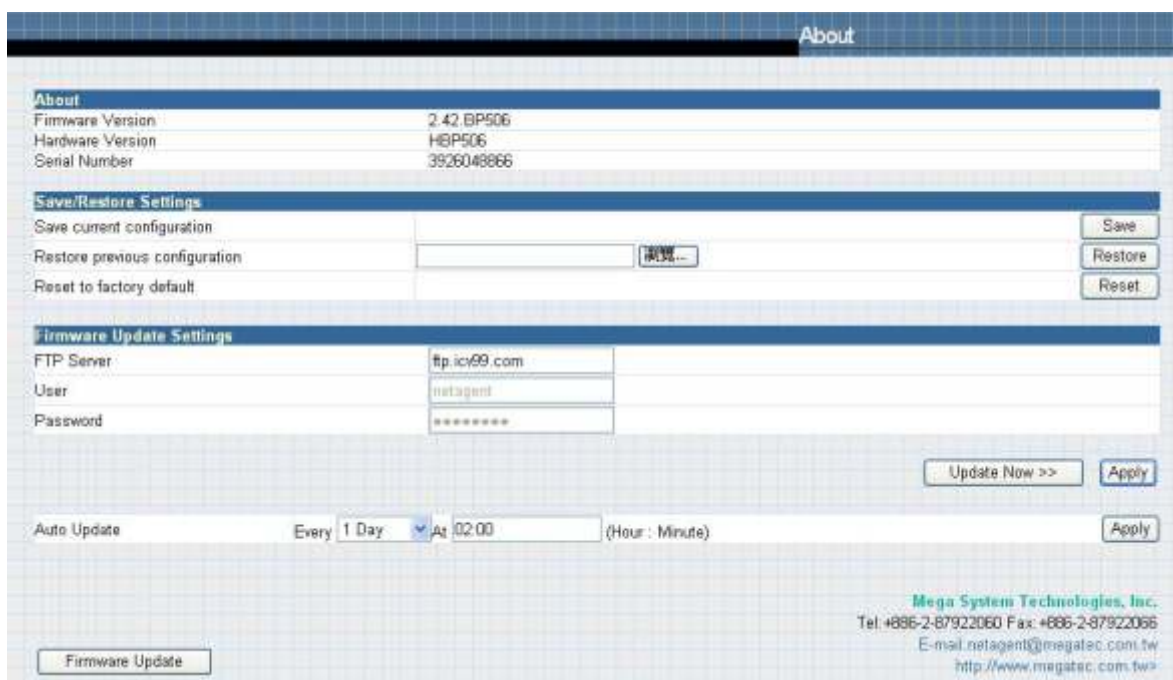 About
About
Firmware Version 2.42.BP506
Hardware Version HBP506
Serial Number 3926048866
Save/Restore Settings
Save current configuration Save
Restore previous configuration 瀏覽... Restore
Reset to factory default Reset
Firmware Update Settings
FTP Server ftp.icv99.com
User netagent
Password ********
Update Now >> Apply
Auto Update Every 1 Day At 02:00 (Hour : Minute) Apply
Mega System Technologies, Inc.
Tel:+886-2-87922060 Fax:+886-2-87922066
E-mail:netagent@megatec.com.tw
Firmware Update http://www.megatec.com.tw>